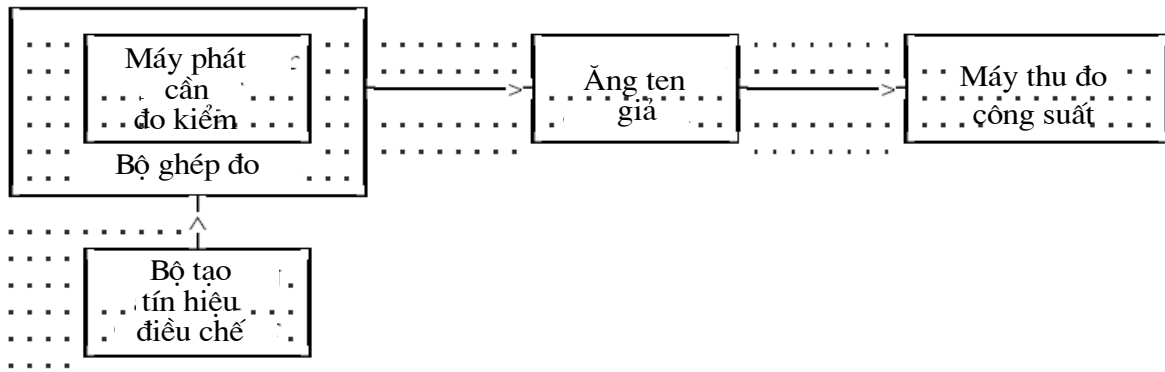 Máy phát
cần
đo kiểm
Bộ ghép đo
Ăng ten
giả
Máy thu đo
công suất
Bộ tạo
tín hiệu
điều chế